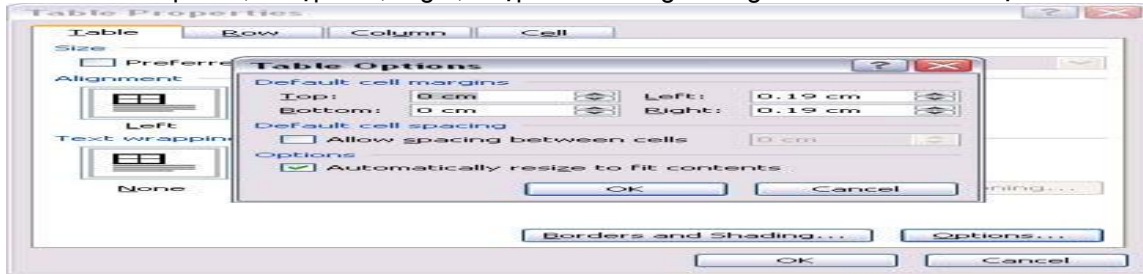 Table Properties
Table Row Column Cell
Size
Preferre
Table Options
Alignment
Default cell margins
Top: 0 cm Left: 0.19 cm
Bottom: 0 cm Right: 0.19 cm
Left
Default cell spacing
Text wrappin
Allow spacing between cells 0 cm
Options
Automatically resize to fit contents
None
OK Cancel
oning...
Borders and Shading... Options...
OK Cancel